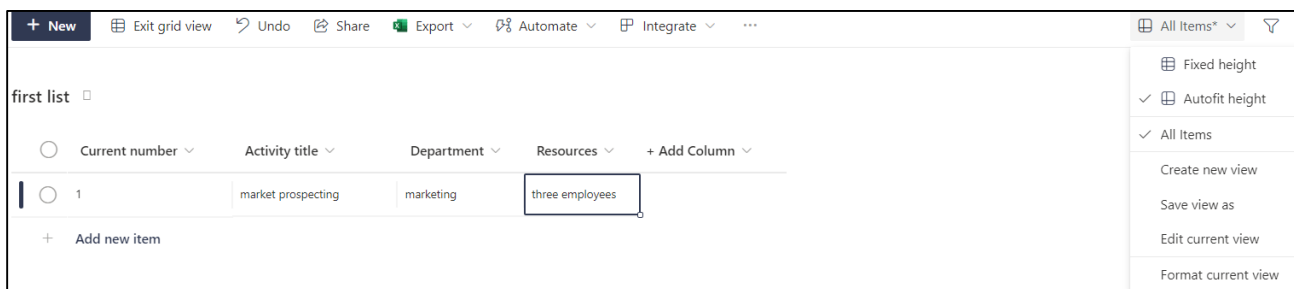 + New Exit grid view Undo Share Export Automate Integrate ... All Items*
Fixed height
first list
Autofit height
Current number Activity title Department Resources + Add Column
All Items
Create new view
1 market prospecting marketing three employees
Save view as
+ Add new item
Edit current view
Format current view